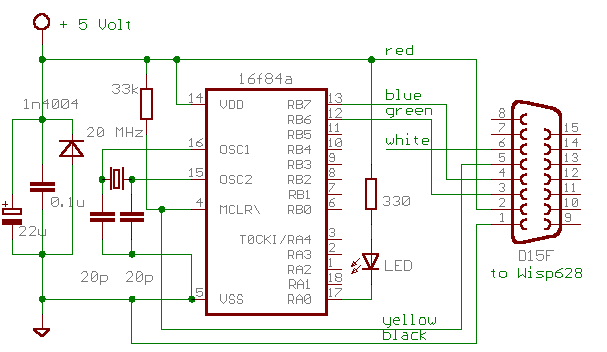 + 5 Volt
red
16f84a
33k
1n4004
20 MHz
0.1u
+
22u
20p 20p
14 VDD RB7 13
RB6 12
RB5 11
16 OSC1 RB4 10
RB3 9
15 OSC2 RB2 8
RB1 7
4 MCLR\ RB0 6
T0CKI/RA4 3
RA3 2
RA2 1
RA1 18
5 VSS RA0 17
blue
green
white
330
LED
yellow
black
8
7 15
6 14
5 13
4 12
3 11
2 10
1 9
D15F
to Wisp628